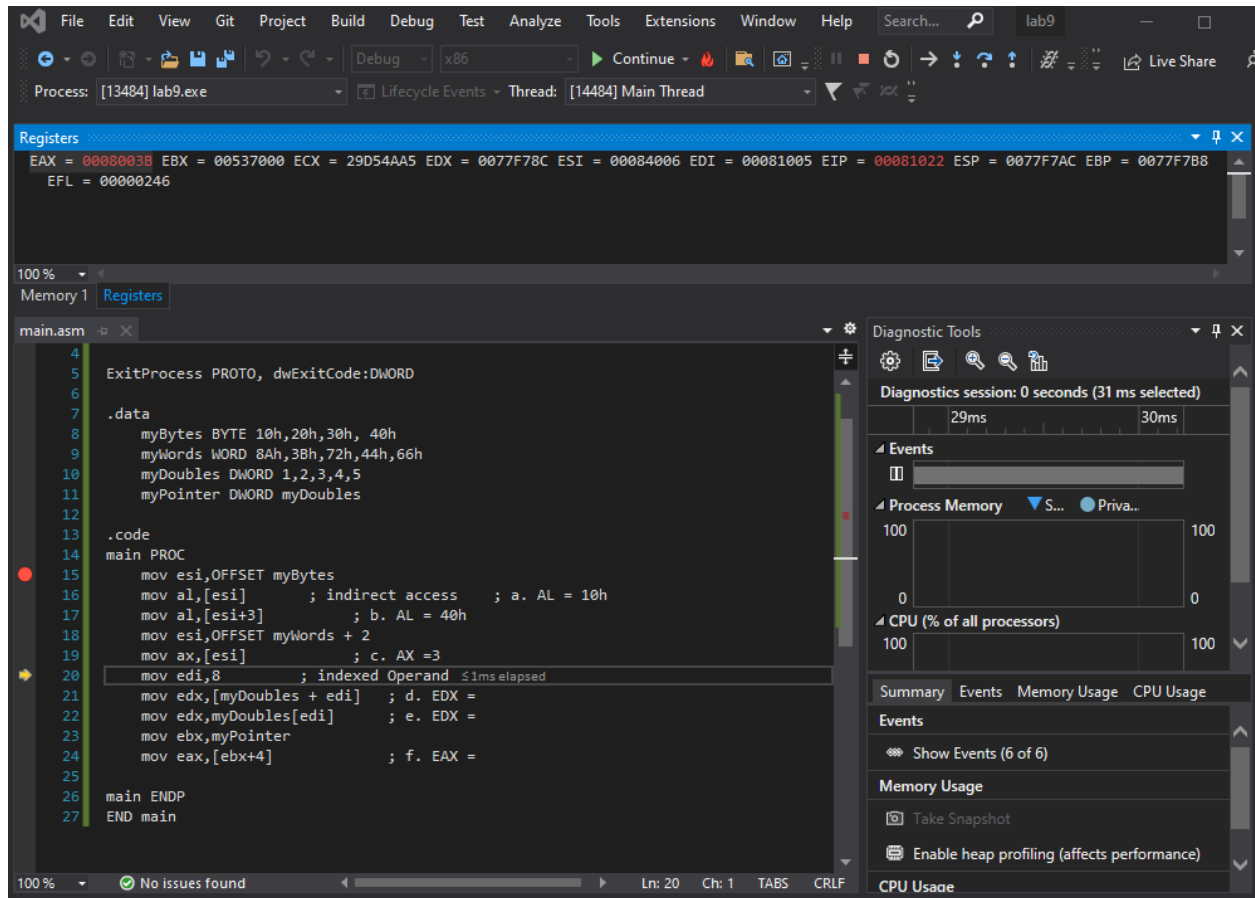 File Edit View Git Project Build Debug Test Analyze Tools Extensions Window Help Search... lab9
Debug x86 Continue Live Share
Process: [13484] lab9.exe Lifecycle Events Thread: [14484] Main Thread
Registers
EAX = 0008003B EBX = 00537000 ECX = 29D54AA5 EDX = 0077F78C ESI = 00084006 EDI = 00081005 EIP = 00081022 ESP = 0077F7AC EBP = 0077F7B8
EFL = 00000246
100 %
Memory 1 Registers
main.asm
4
5 ExitProcess PROTO, dwExitCode:DWORD
6
7 .data
8 myBytes BYTE 10h,20h,30h, 40h
9 myWords WORD 8Ah,3Bh,72h,44h,66h
10 myDoubles DWORD 1,2,3,4,5
11 myPointer DWORD myDoubles
12
13 .code
14 main PROC
15 mov esi,OFFSET myBytes
16 mov al,[esi] ; indirect access ; a. AL = 10h
17 mov al,[esi+3] ; b. AL = 40h
18 mov esi,OFFSET myWords + 2
19 mov ax,[esi] ; c. AX =3
20 mov edi,8 ; indexed Operand ≤1ms elapsed
21 mov edx,[myDoubles + edi] ; d. EDX =
22 mov edx,myDoubles[edi] ; e. EDX =
23 mov ebx,myPointer
24 mov eax,[ebx+4] ; f. EAX =
25
26 main ENDP
27 END main
100 % No issues found Ln: 20 Ch: 1 TABS CRLF
Diagnostic Tools
Diagnostics session: 0 seconds (31 ms selected)
29ms 30ms
Events
Process Memory S... Priva...
100 100
0 0
CPU (% of all processors)
100 100
Summary Events Memory Usage CPU Usage
Events
Show Events (6 of 6)
Memory Usage
Take Snapshot
Enable heap profiling (affects performance)
CPU Usage